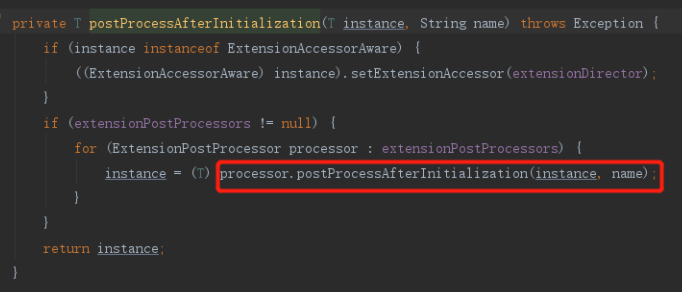 private T postProcessAfterInitialization(T instance, String name) throws Exception {
if (instance instanceof ExtensionAccessorAware) {
((ExtensionAccessorAware) instance).setExtensionAccessor(extensionDirector);
}
if (extensionPostProcessors != null) {
for (ExtensionPostProcessor processor : extensionPostProcessors) {
instance = (T) processor.postProcessAfterInitialization(instance, name);
}
}
return instance;
}